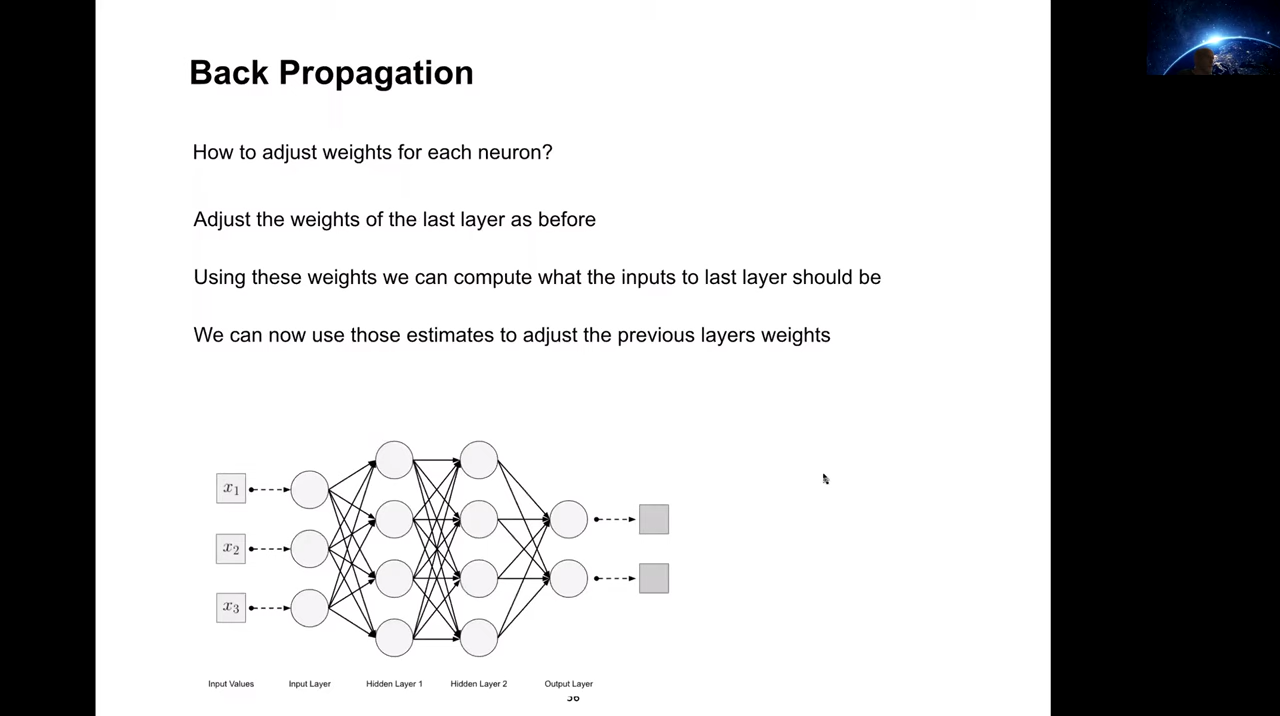 Back Propagation
How to adjust weights for each neuron?
Adjust the weights of the last layer as before
Using these weights we can compute what the inputs to last layer should be
We can now use those estimates to adjust the previous layers weights
x1
x2
x3
Input Values Input Layer Hidden Layer 1 Hidden Layer 2 Output Layer